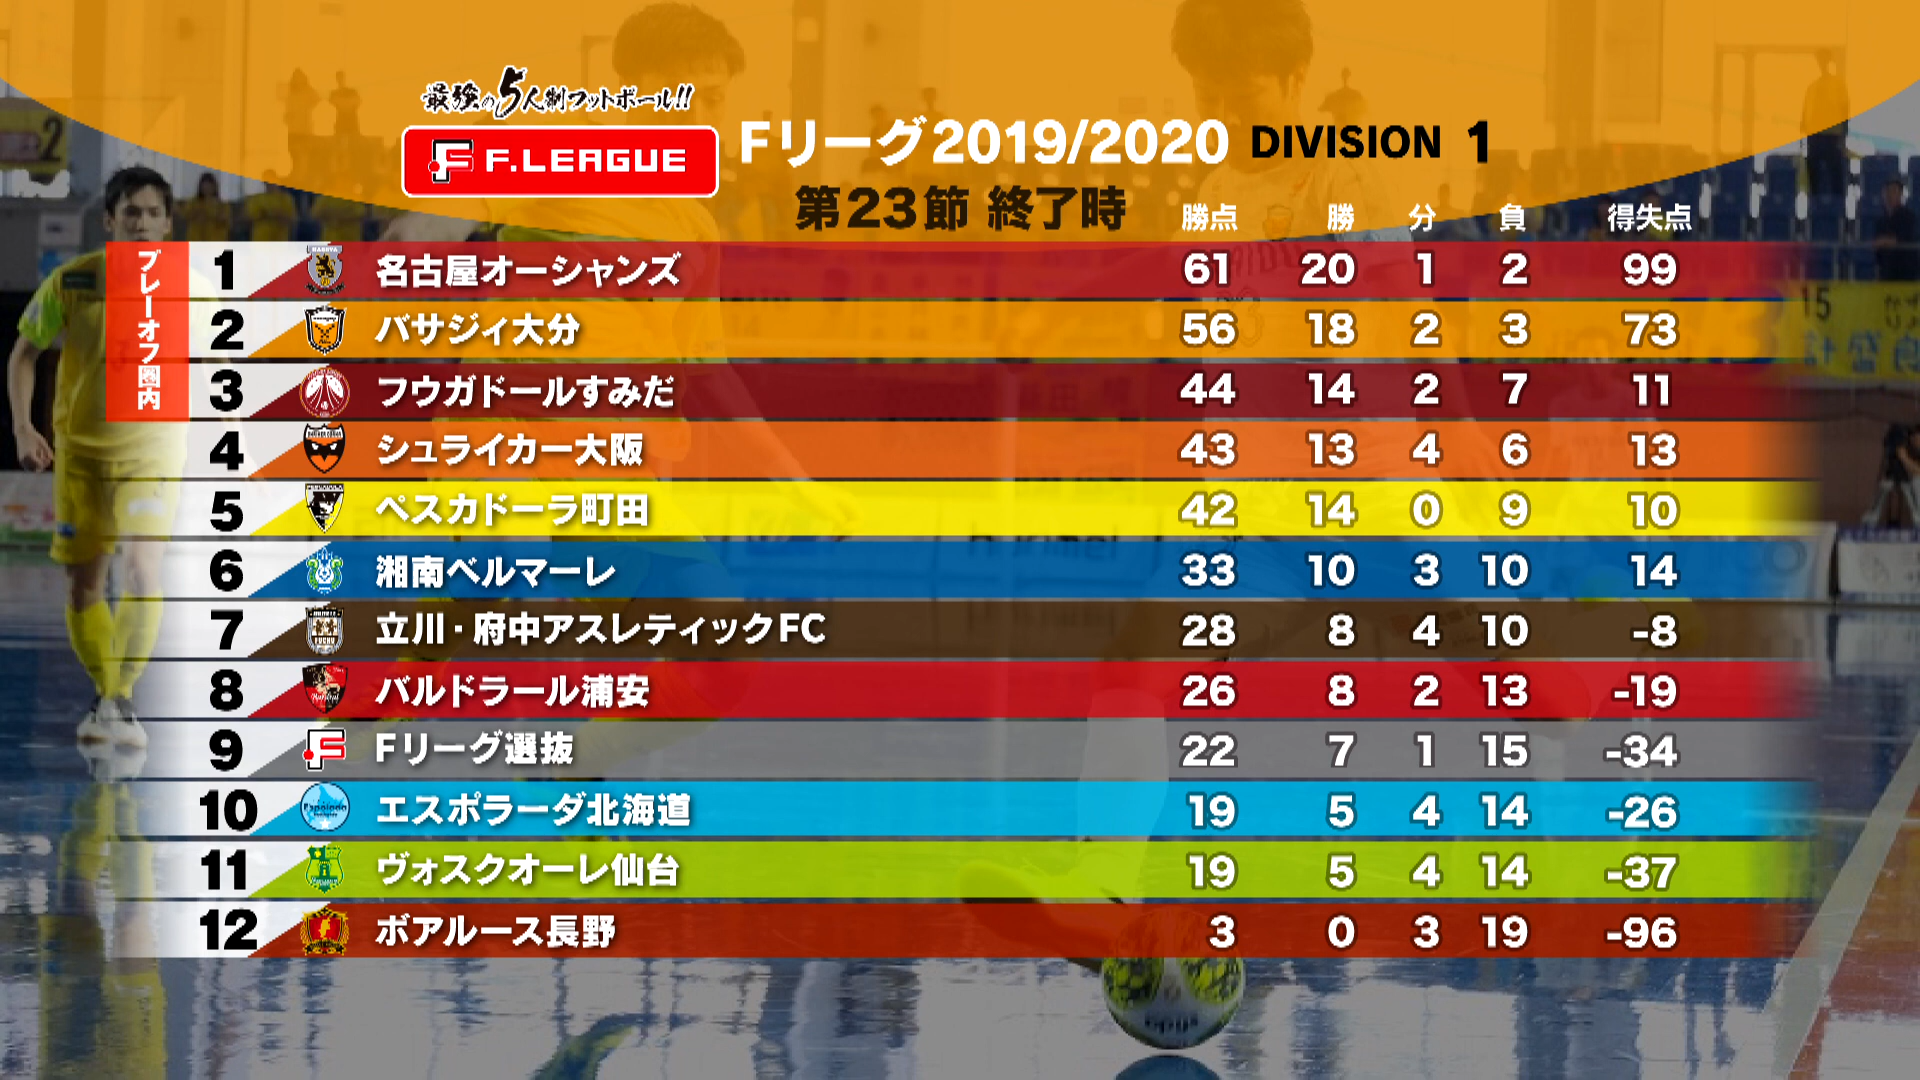 最強の5人制フットボール!!
F.LEAGUE
Fリーグ2019/2020 DIVISION 1
第23節 終了時
勝点 勝 分 負 得失点
プレーオフ圏内
1 名古屋オーシャンズ 61 20 1 2 99
2 バサジィ大分 56 18 2 3 73
3 フウガドールすみだ 44 14 2 7 11
4 シュライカー大阪 43 13 4 6 13
5 ペスカドーラ町田 42 14 0 9 10
6 湘南ベルマーレ 33 10 3 10 14
7 立川・府中アスレティックFC 28 8 4 10 -8
8 バルドラール浦安 26 8 2 13 -19
9 Fリーグ選抜 22 7 1 15 -34
10 エスポラーダ北海道 19 5 4 14 -26
11 ヴォスクオーレ仙台 19 5 4 14 -37
12 ボアルース長野 3 0 3 19 -96